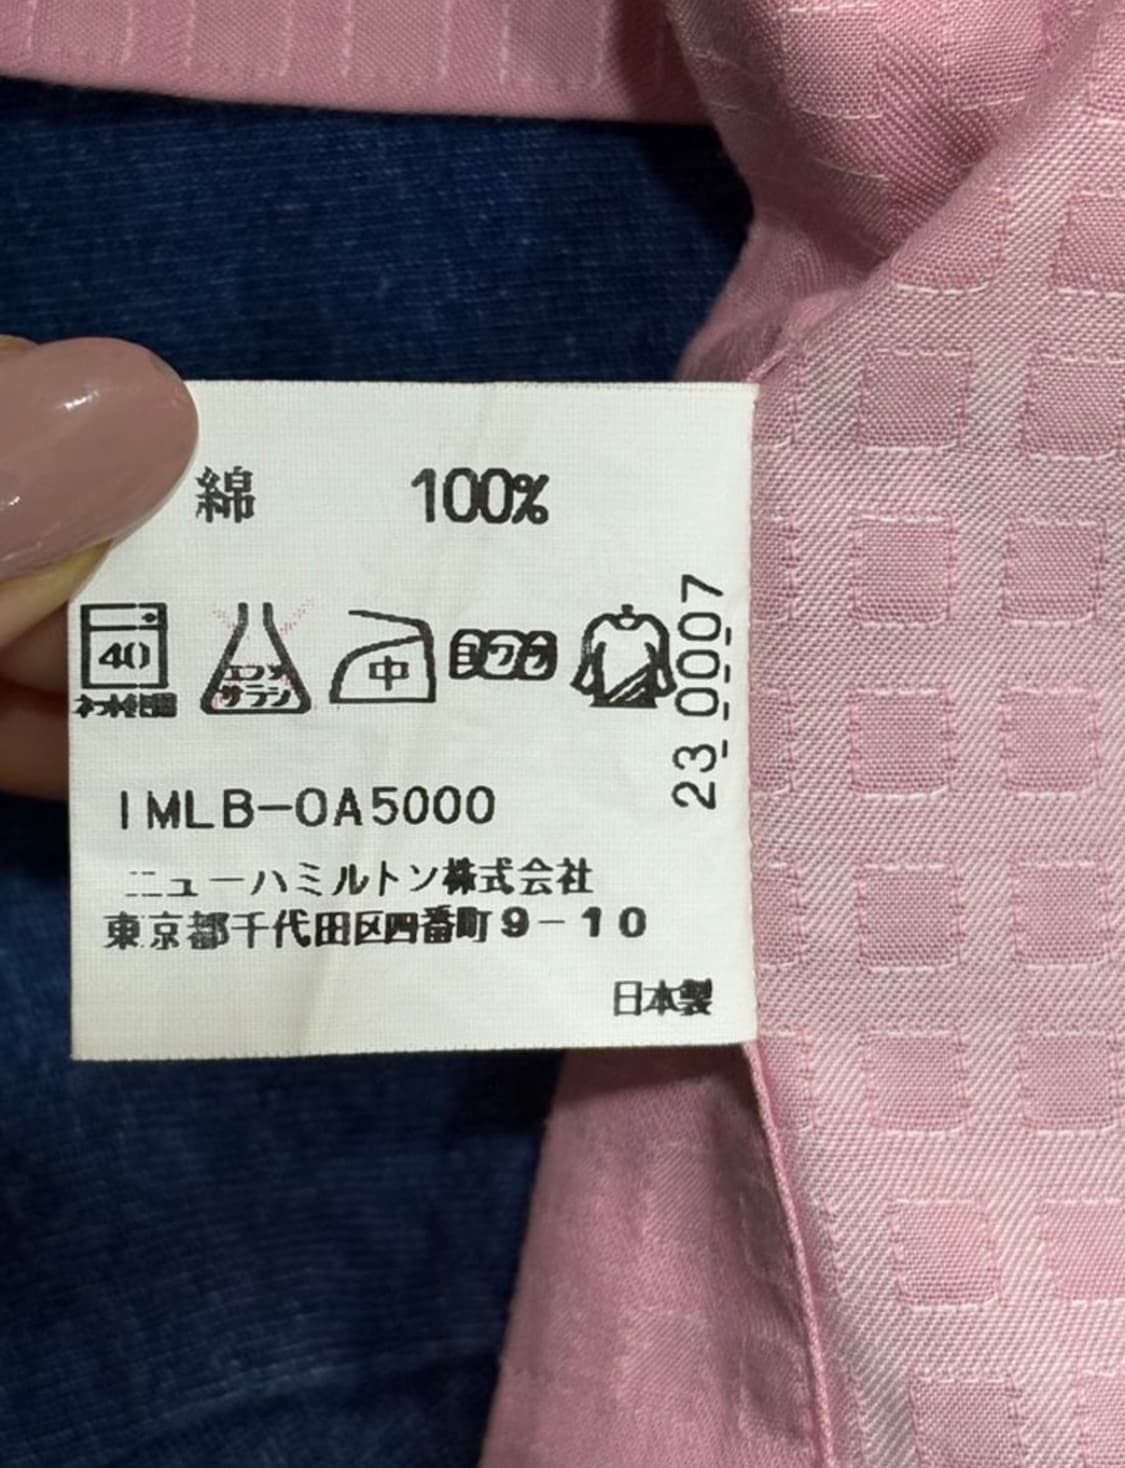 綿 100%
40
エンソ
サラシ
中
IMLB-0A5000
ニューハミルトン株式会社
東京都千代田区四番町9-10
日本製
23_0007